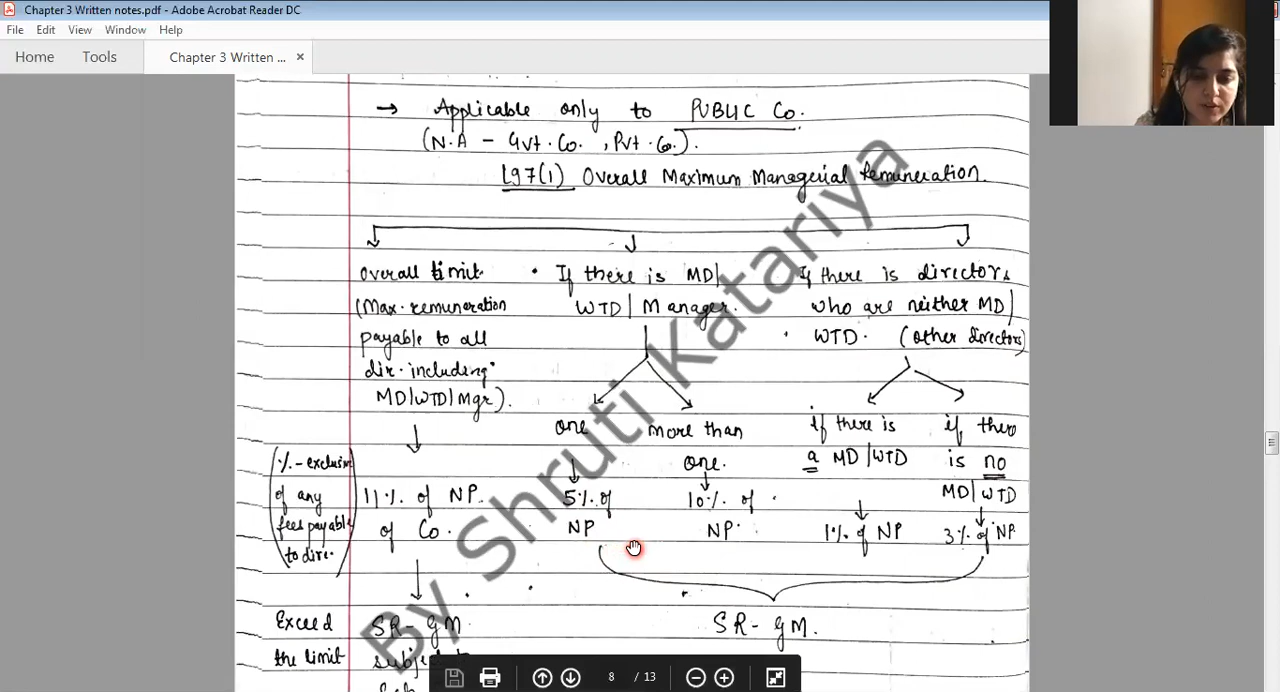 Chapter 3 Written notes.pdf - Adobe Acrobat Reader DC
File Edit View Window Help
Home Tools Chapter 3 Written ... ×
→ Applicable only to PUBLIC Co.
(N.A - Gvt. Co. , Pvt. Co.).
197(1) Overall Maximum Managerial Remuneration.
Overall limit
(Max. remuneration
payable to all
dir. including
MD/WTD/Mgr).
11% of NP
of Co.
• If there is MD/
WTD/Manager.
one
5% of
NP
more than
one.
10% of
NP.
If there is directors
who are neither MD/
WTD. (other directors)
if there is
a MD/WTD
1% of NP
if there
is no
MD/WTD
3% of NP
(% - exclusive
of any
fees payable
to dire.)
Exceed
the limit
SR - GM
SR - GM.
By Shruti Katariya
8 / 13